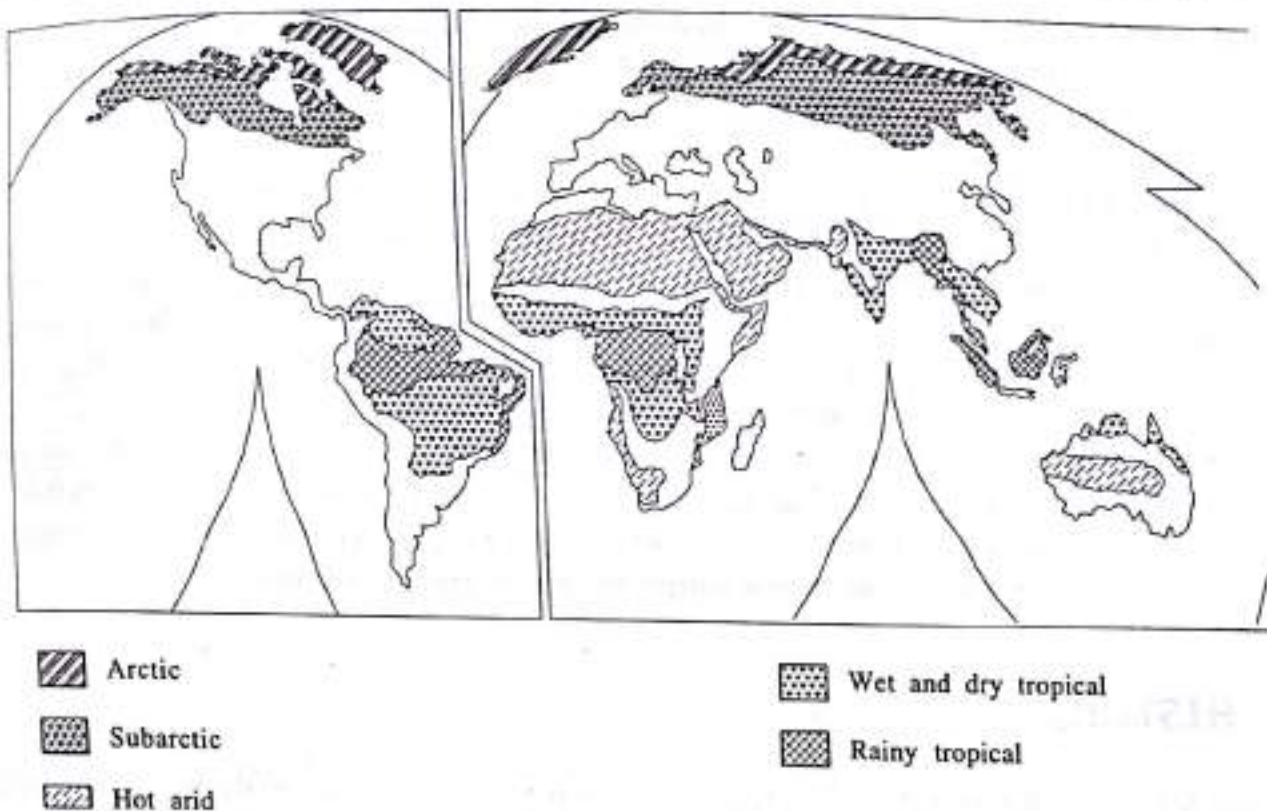 Arctic
Subarctic
Hot arid
Wet and dry tropical
Rainy tropical